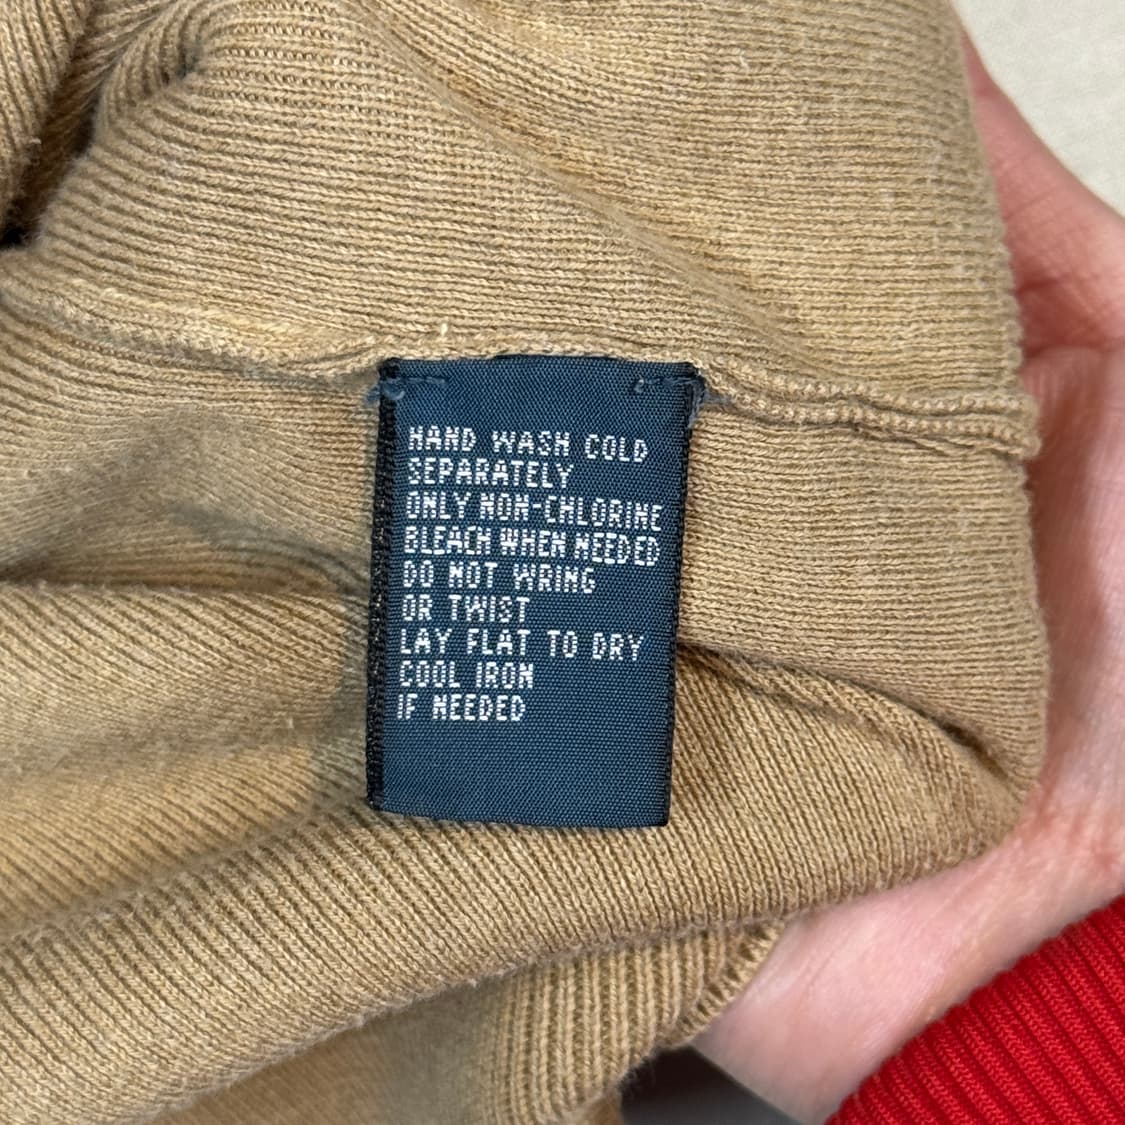 HAND WASH COLD
SEPARATELY
ONLY NON-CHLORINE
BLEACH WHEN NEEDED
DO NOT WRING
OR TWIST
LAY FLAT TO DRY
COOL IRON
IF NEEDED